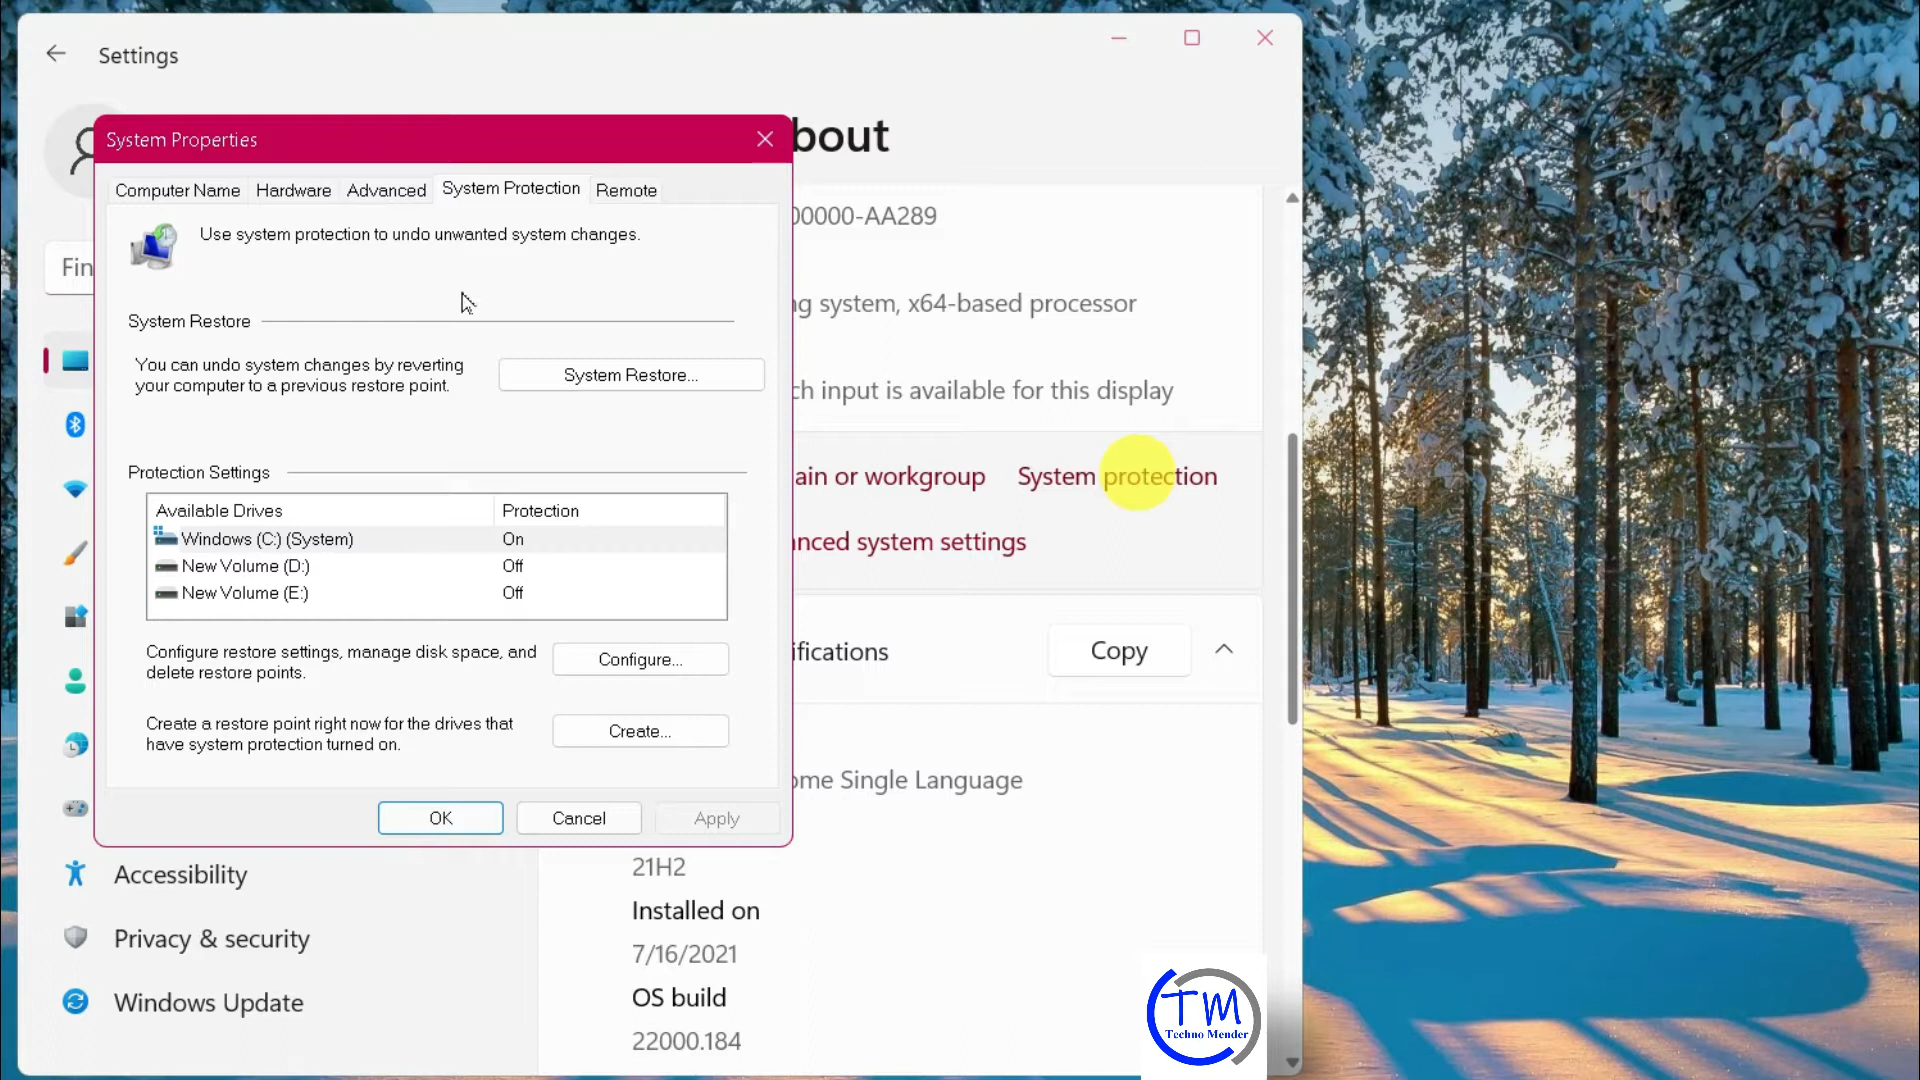 Settings
System Properties
Computer Name
Hardware
Advanced
System Protection
Remote
Use system protection to undo unwanted system changes.
System Restore
You can undo system changes by reverting
your computer to a previous restore point.
System Restore...
Protection Settings
Available Drives
Protection
Windows (C:) (System)
On
New Volume (D:)
Off
New Volume (E:)
Off
Configure restore settings, manage disk space, and
delete restore points.
Configure...
Create a restore point right now for the drives that
have system protection turned on.
Create...
OK
Cancel
Apply
Fin
bout
00000-AA289
ng system, x64-based processor
ch input is available for this display
ain or workgroup
System protection
anced system settings
ifications
Copy
ome Single Language
21H2
Installed on
7/16/2021
OS build
22000.184
Accessibility
Privacy & security
Windows Update
TM
Techno Mender